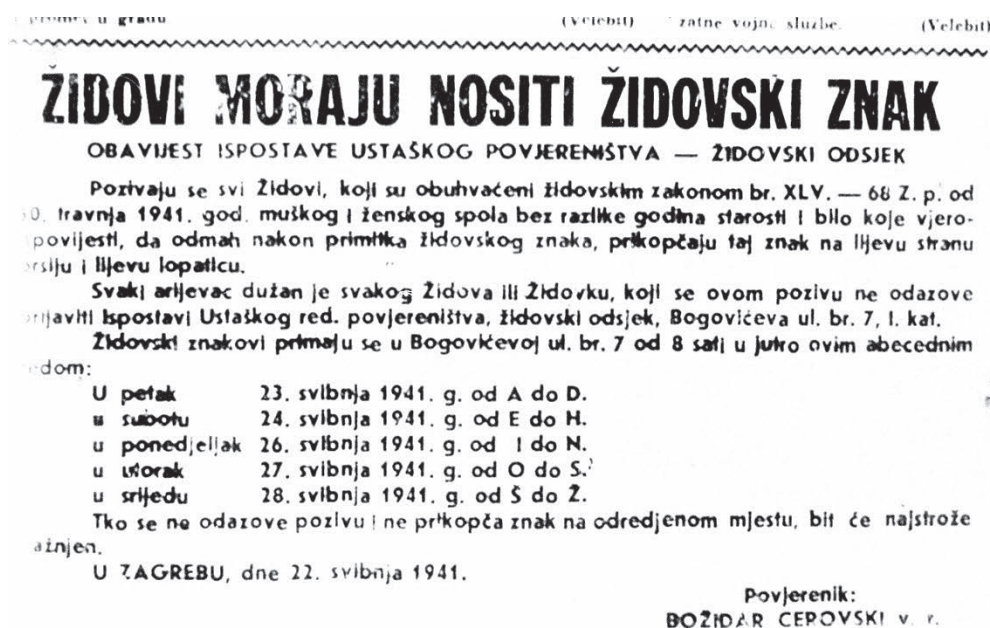 promet u gradu (Velebit) zatne vojne službe. (Velebit)
ŽIDOVI MORAJU NOSITI ŽIDOVSKI ZNAK
OBAVIJEST ISPOSTAVE USTAŠKOG POVJERENIŠTVA — ŽIDOVSKI ODSJEK
Pozivaju se svi Židovi, koji su obuhvaćeni židovskim zakonom br. XLV. — 68 Z. p. od
travnja 1941. god. muškog i ženskog spola bez razlike godina starosti i bilo koje vjero-
povijesti, da odmah nakon primitka židovskog znaka, prikopčaju taj znak na lijevu stranu
prsiju i lijevu lopaticu.
Svaki arijevac dužan je svakog Židova ili Židovku, koji se ovom pozivu ne odazove
prijaviti Ispostavi Ustaškog red. povjereništva, židovski odsjek, Bogovićeva ul. br. 7, I. kat.
Židovski znakovi primaju se u Bogovićevoj ul. br. 7 od 8 sati u jutro ovim abecednim
redom:
U petak 23. svibnja 1941. g. od A do D.
u subotu 24. svibnja 1941. g. od E do H.
u ponedjeljak 26. svibnja 1941. g. od I do N.
u utorak 27. svibnja 1941. g. od O do S.
u srijedu 28. svibnja 1941. g. od Š do Ž.
Tko se ne odazove pozivu i ne prikopča znak na odredjenom mjestu, bit će najstrože
kažnjen.
U ZAGREBU, dne 22. svibnja 1941.
Povjerenik:
BOŽIDAR CEROVSKI v. r.